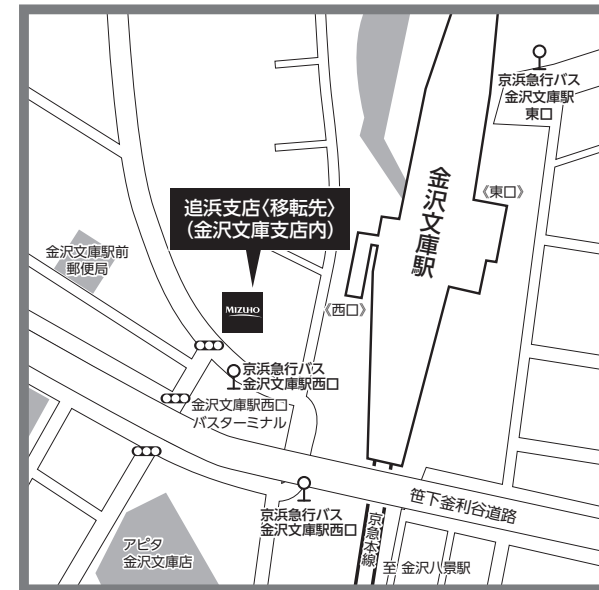 京浜急行バス
金沢文庫駅
東口
追浜支店〈移転先〉
(金沢文庫支店内)
金沢文庫駅
《東口》
金沢文庫駅前
郵便局
MIZUHO
《西口》
京浜急行バス
金沢文庫駅西口
金沢文庫駅西口
バスターミナル
笹下釜利谷道路
京浜急行バス
金沢文庫駅西口
京急本線
アピタ
金沢文庫店
至 金沢八景駅